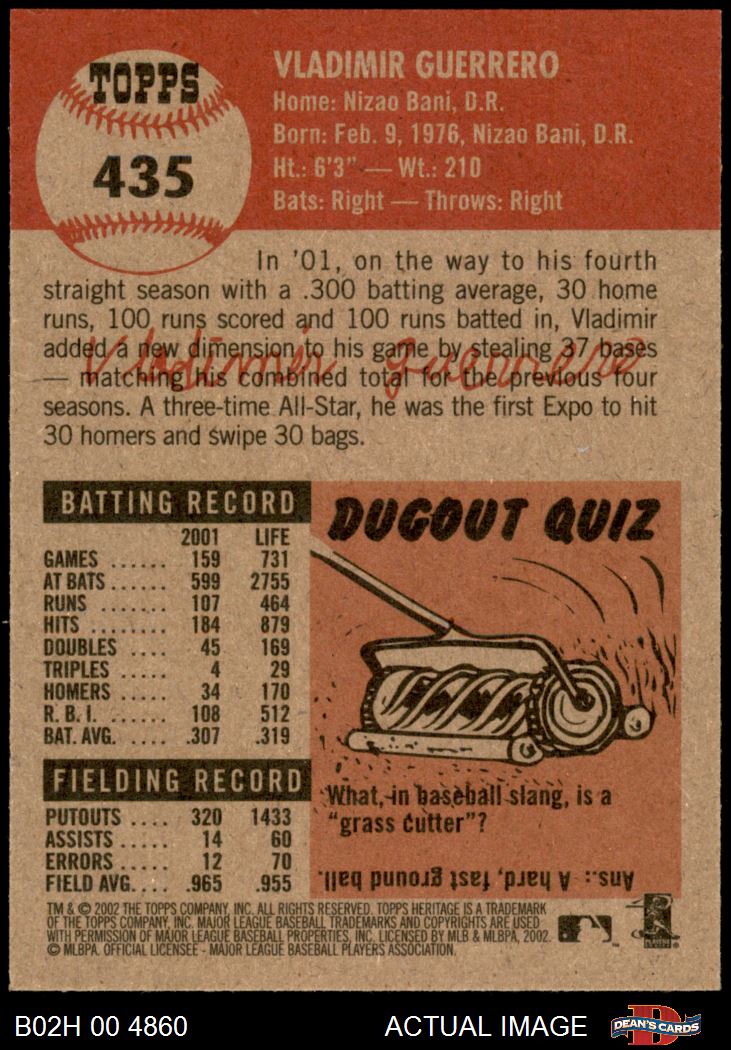 TOPPS
435
VLADIMIR GUERRERO
Home: Nizao Bani, D.R.
Born: Feb. 9, 1976, Nizao Bani, D.R.
Ht.: 6'3" — Wt.: 210
Bats: Right — Throws: Right
In '01, on the way to his fourth
straight season with a .300 batting average, 30 home
runs, 100 runs scored and 100 runs batted in, Vladimir
added a new dimension to his game by stealing 37 bases
— matching his combined total for the previous four
seasons. A three-time All-Star, he was the first Expo to hit
30 homers and swipe 30 bags.
Vladimir Guerrero
BATTING RECORD
2001 LIFE
GAMES ...... 159 731
AT BATS ...... 599 2755
RUNS ....... 107 464
HITS ........ 184 879
DOUBLES .... 45 169
TRIPLES .... 4 29
HOMERS .... 34 170
R. B. I. ...... 108 512
BAT. AVG. .... .307 .319
FIELDING RECORD
PUTOUTS .... 320 1433
ASSISTS .... 14 60
ERRORS .... 12 70
FIELD AVG. ... .965 .955
DUGOUT QUIZ
What, in baseball slang, is a
"grass cutter"?
Ans.: A hard, fast ground ball.
TM & © 2002 THE TOPPS COMPANY, INC. ALL RIGHTS RESERVED. TOPPS HERITAGE IS A TRADEMARK
OF THE TOPPS COMPANY, INC. MAJOR LEAGUE BASEBALL TRADEMARKS AND COPYRIGHTS ARE USED
WITH PERMISSION OF MAJOR LEAGUE BASEBALL PROPERTIES, INC. LICENSED BY MLB & MLBPA, 2002.
© MLBPA. OFFICIAL LICENSEE - MAJOR LEAGUE BASEBALL PLAYERS ASSOCIATION.
B02H 00 4860
ACTUAL IMAGE
DEAN'S CARDS